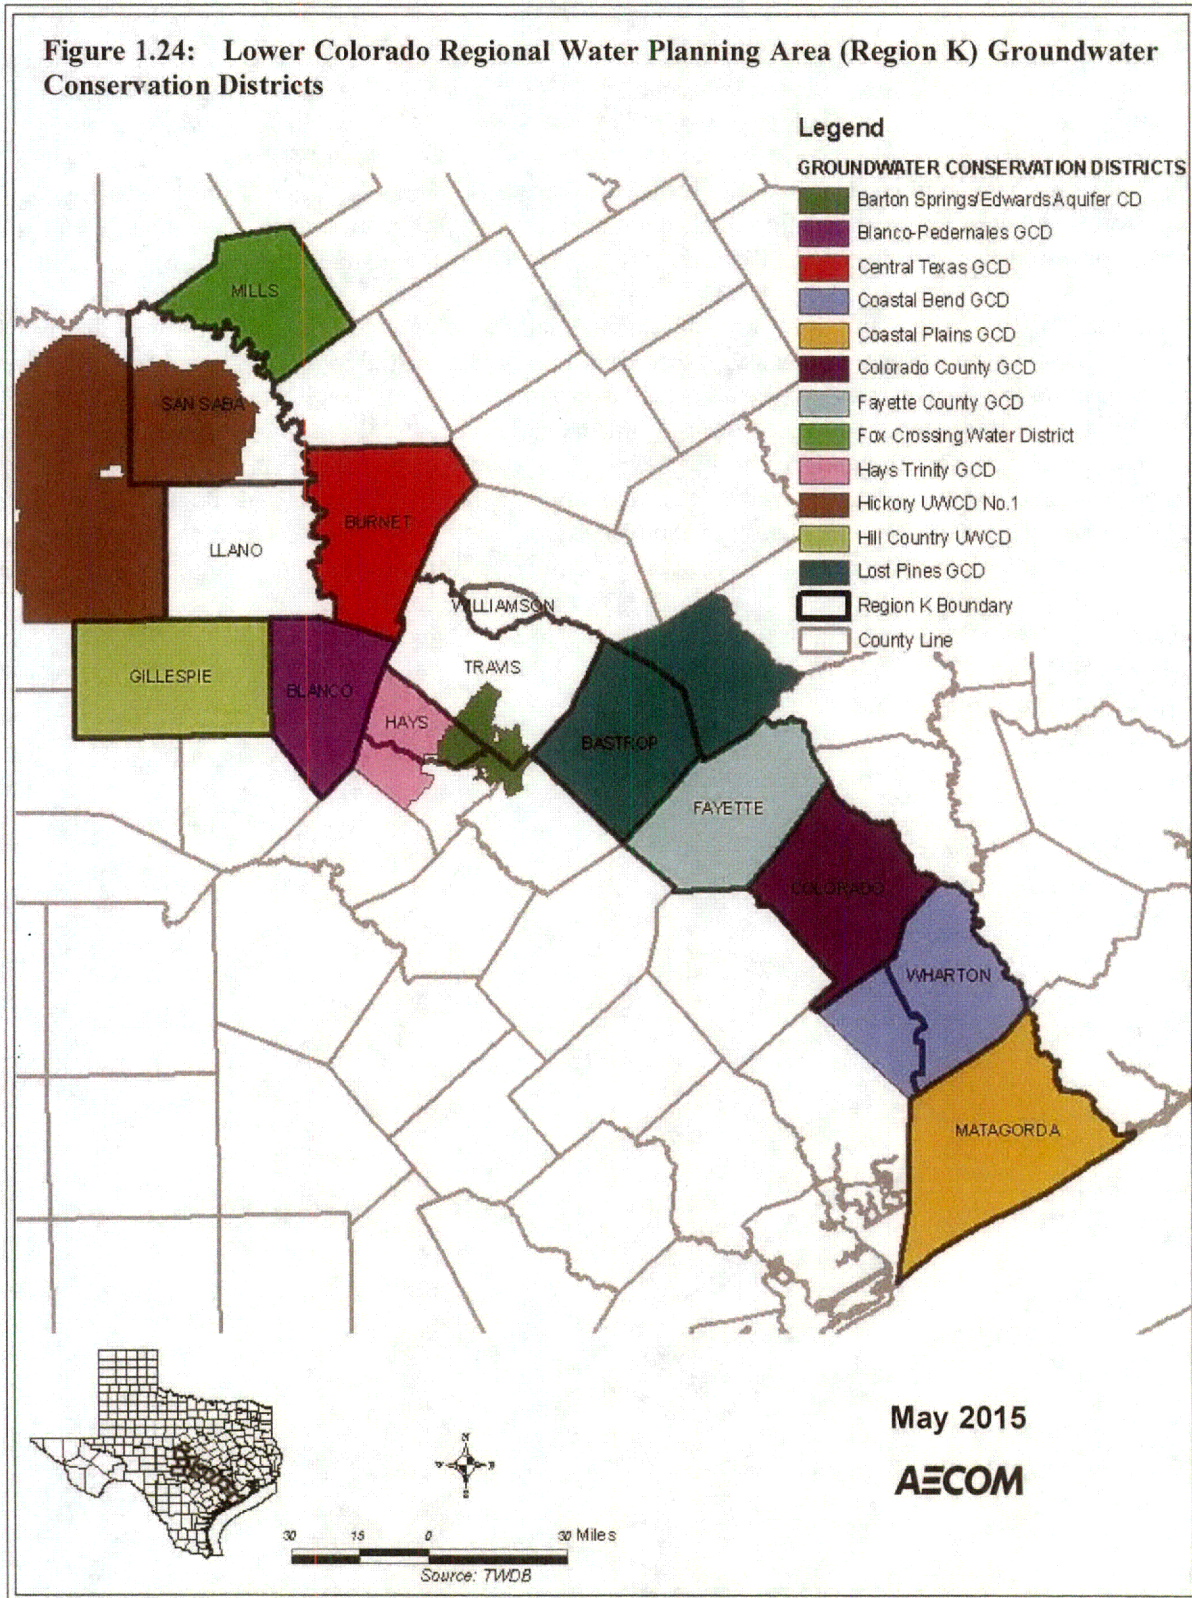 Figure 1.24: Lower Colorado Regional Water Planning Area (Region K) Groundwater
Conservation Districts
Legend
GROUNDWATER CONSERVATION DISTRICTS
Barton Springs/Edwards Aquifer CD
Blanco-Pedernales GCD
Central Texas GCD
Coastal Bend GCD
Coastal Plains GCD
Colorado County GCD
Fayette County GCD
Fox Crossing Water District
Hays Trinity GCD
Hickory UWCD No.1
Hill Country UWCD
Lost Pines GCD
Region K Boundary
County Line
MILLS
SAN SABA
BURNET
LLANO
WILLIAMSON
TRAVIS
GILLESPIE
BLANCO
HAYS
BASTROP
FAYETTE
COLORADO
WHARTON
MATAGORDA
May 2015
AECOM
N
W
E
S
30 15 0 30 Miles
Source: TWDB